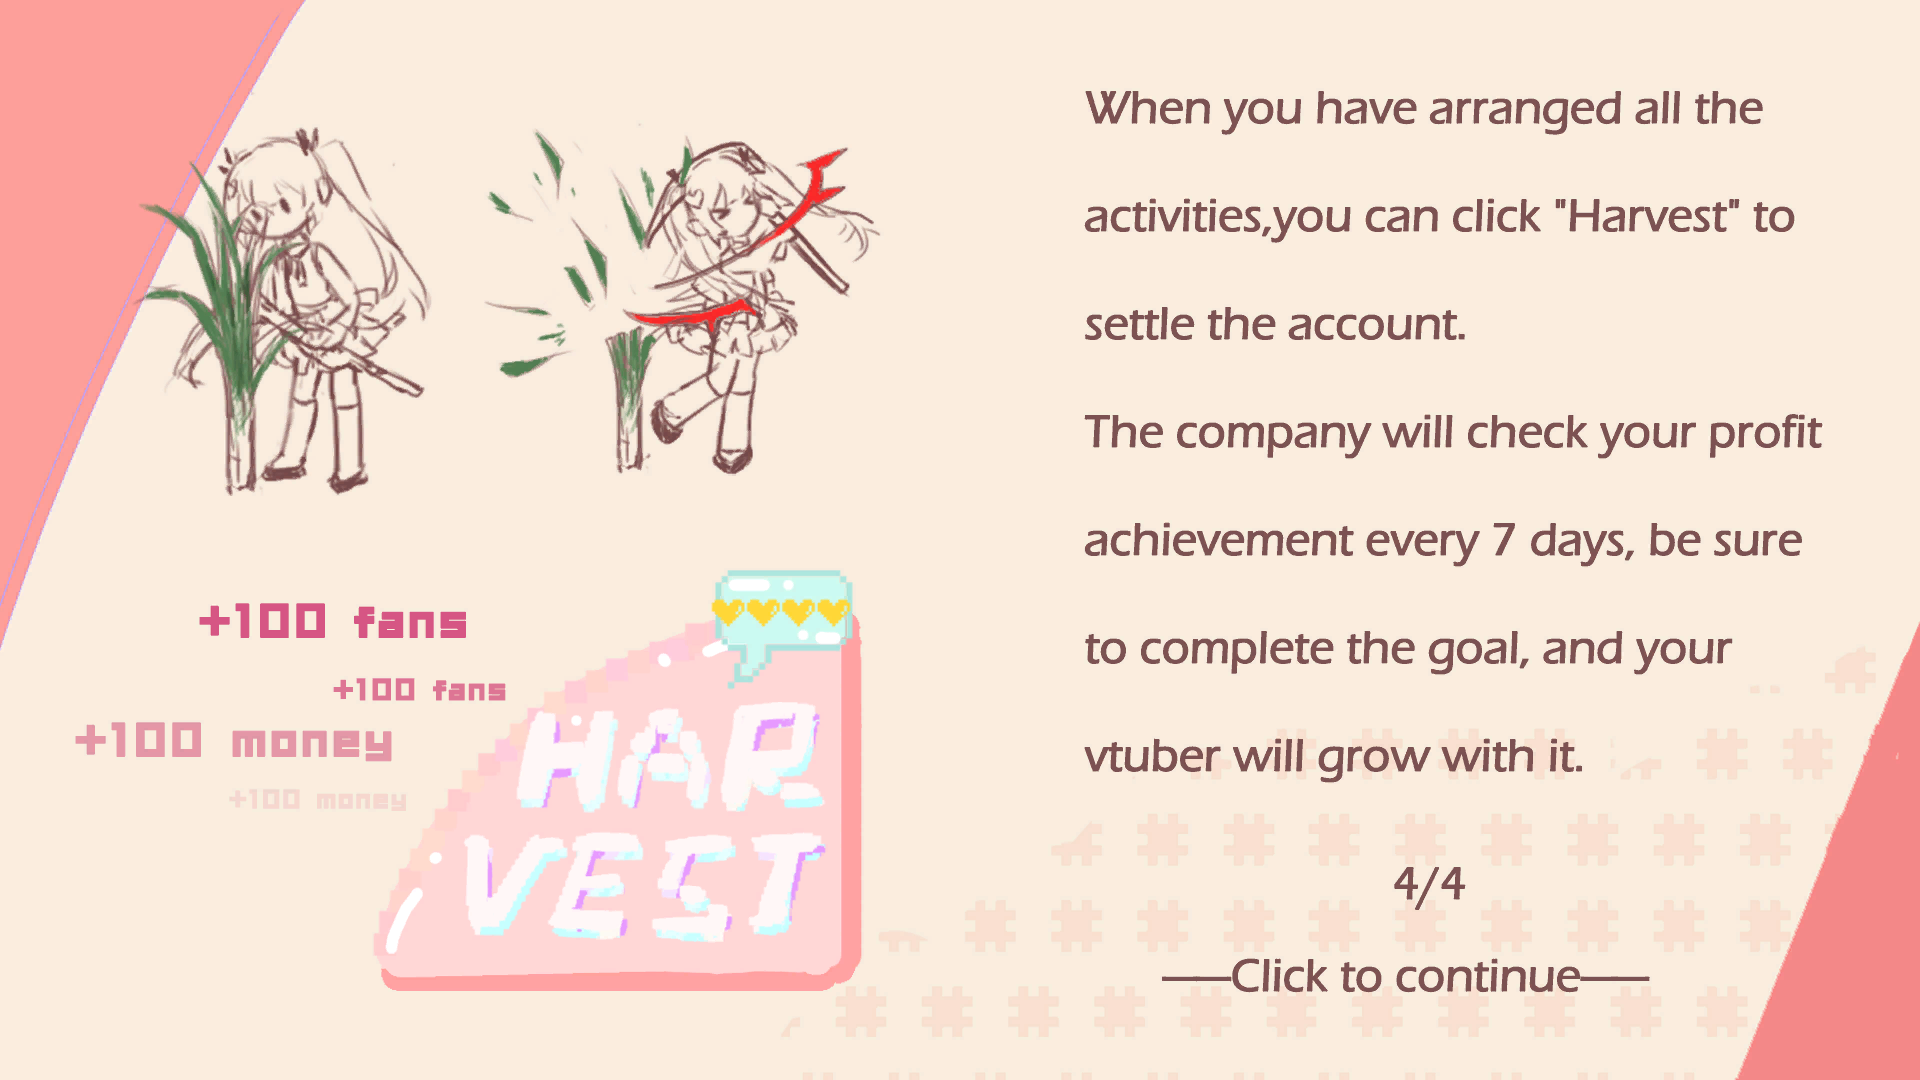 When you have arranged all the
activities,you can click "Harvest" to
settle the account.
The company will check your profit
achievement every 7 days, be sure
to complete the goal, and your
vtuber will grow with it.
4/4
——Click to continue——
+100 fans
+100 fans
+100 money
+100 money
HAR
VEST